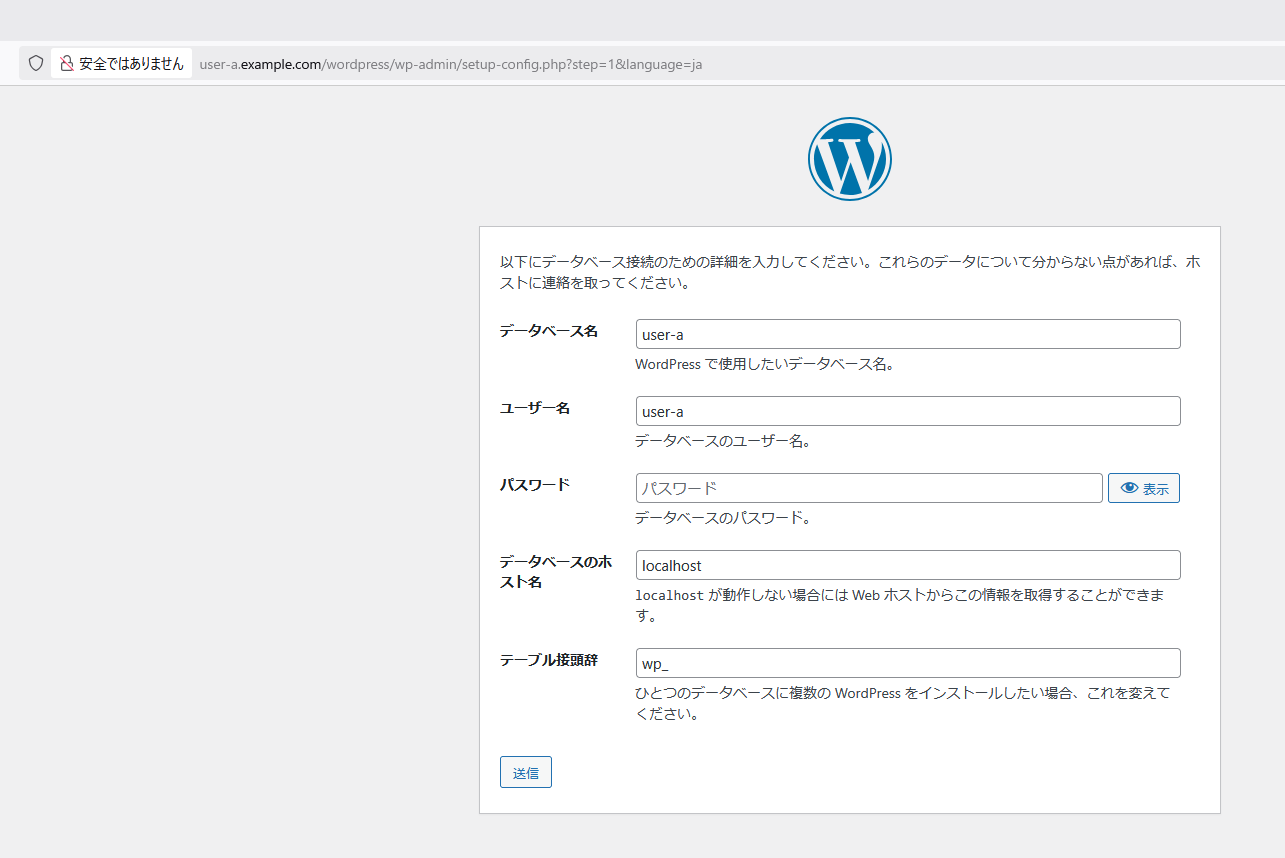 安全ではありません user-a.example.com/wordpress/wp-admin/setup-config.php?step=1&language=ja
以下にデータベース接続のための詳細を入力してください。これらのデータについて分からない点があれば、ホ
ストに連絡を取ってください。
データベース名 user-a
WordPress で使用したいデータベース名。
ユーザー名 user-a
データベースのユーザー名。
パスワード パスワード 表示
データベースのパスワード。
データベースのホ
スト名
localhost
localhost が動作しない場合には Web ホストからこの情報を取得することができま
す。
テーブル接頭辞 wp_
ひとつのデータベースに複数の WordPress をインストールしたい場合、これを変えて
ください。
送信